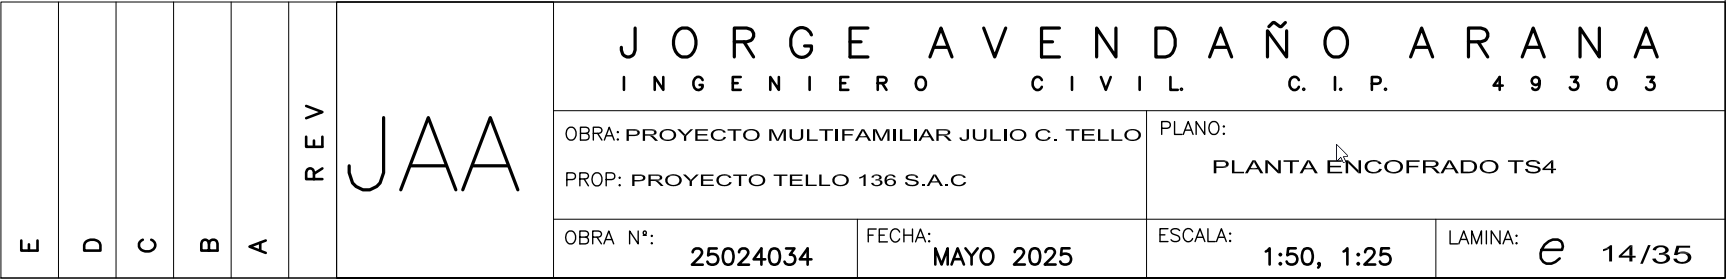 E D C B A REV
JAA
JORGE AVENDAÑO ARANA
INGENIERO CIVIL. C.I.P. 49303
OBRA: PROYECTO MULTIFAMILIAR JULIO C. TELLO
PROP: PROYECTO TELLO 136 S.A.C
PLANO:
PLANTA ENCOFRADO TS4
OBRA Nº: 25024034
FECHA: MAYO 2025
ESCALA: 1:50, 1:25
LAMINA: e 14/35